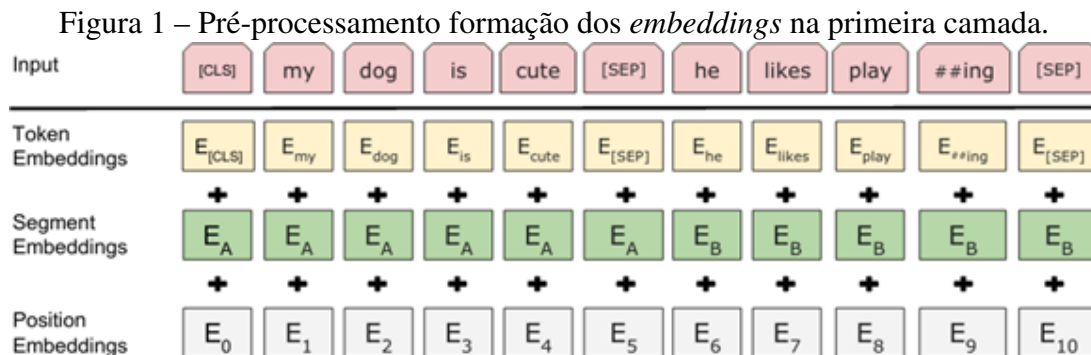 Figura 1 – Pré-processamento formação dos embeddings na primeira camada.
Input [CLS] my dog is cute [SEP] he likes play ##ing [SEP]
Token Embeddings E[CLS] Emy Edog Eis Ecute E[SEP] Ehe Elikes Eplay E##ing E[SEP]
+ + + + + + + + + + +
Segment Embeddings EA EA EA EA EA EA EB EB EB EB EB
+ + + + + + + + + + +
Position Embeddings E0 E1 E2 E3 E4 E5 E6 E7 E8 E9 E10